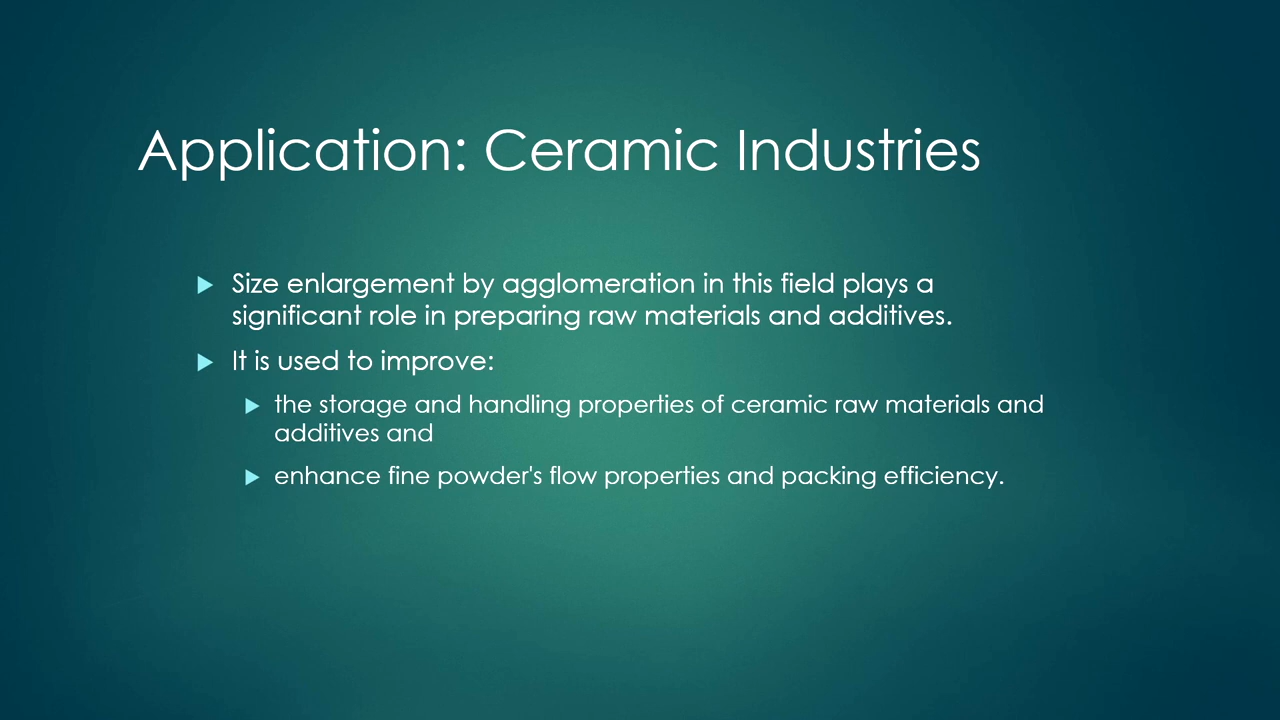 Application: Ceramic Industries
Size enlargement by agglomeration in this field plays a
significant role in preparing raw materials and additives.
It is used to improve:
the storage and handling properties of ceramic raw materials and
additives and
enhance fine powder's flow properties and packing efficiency.